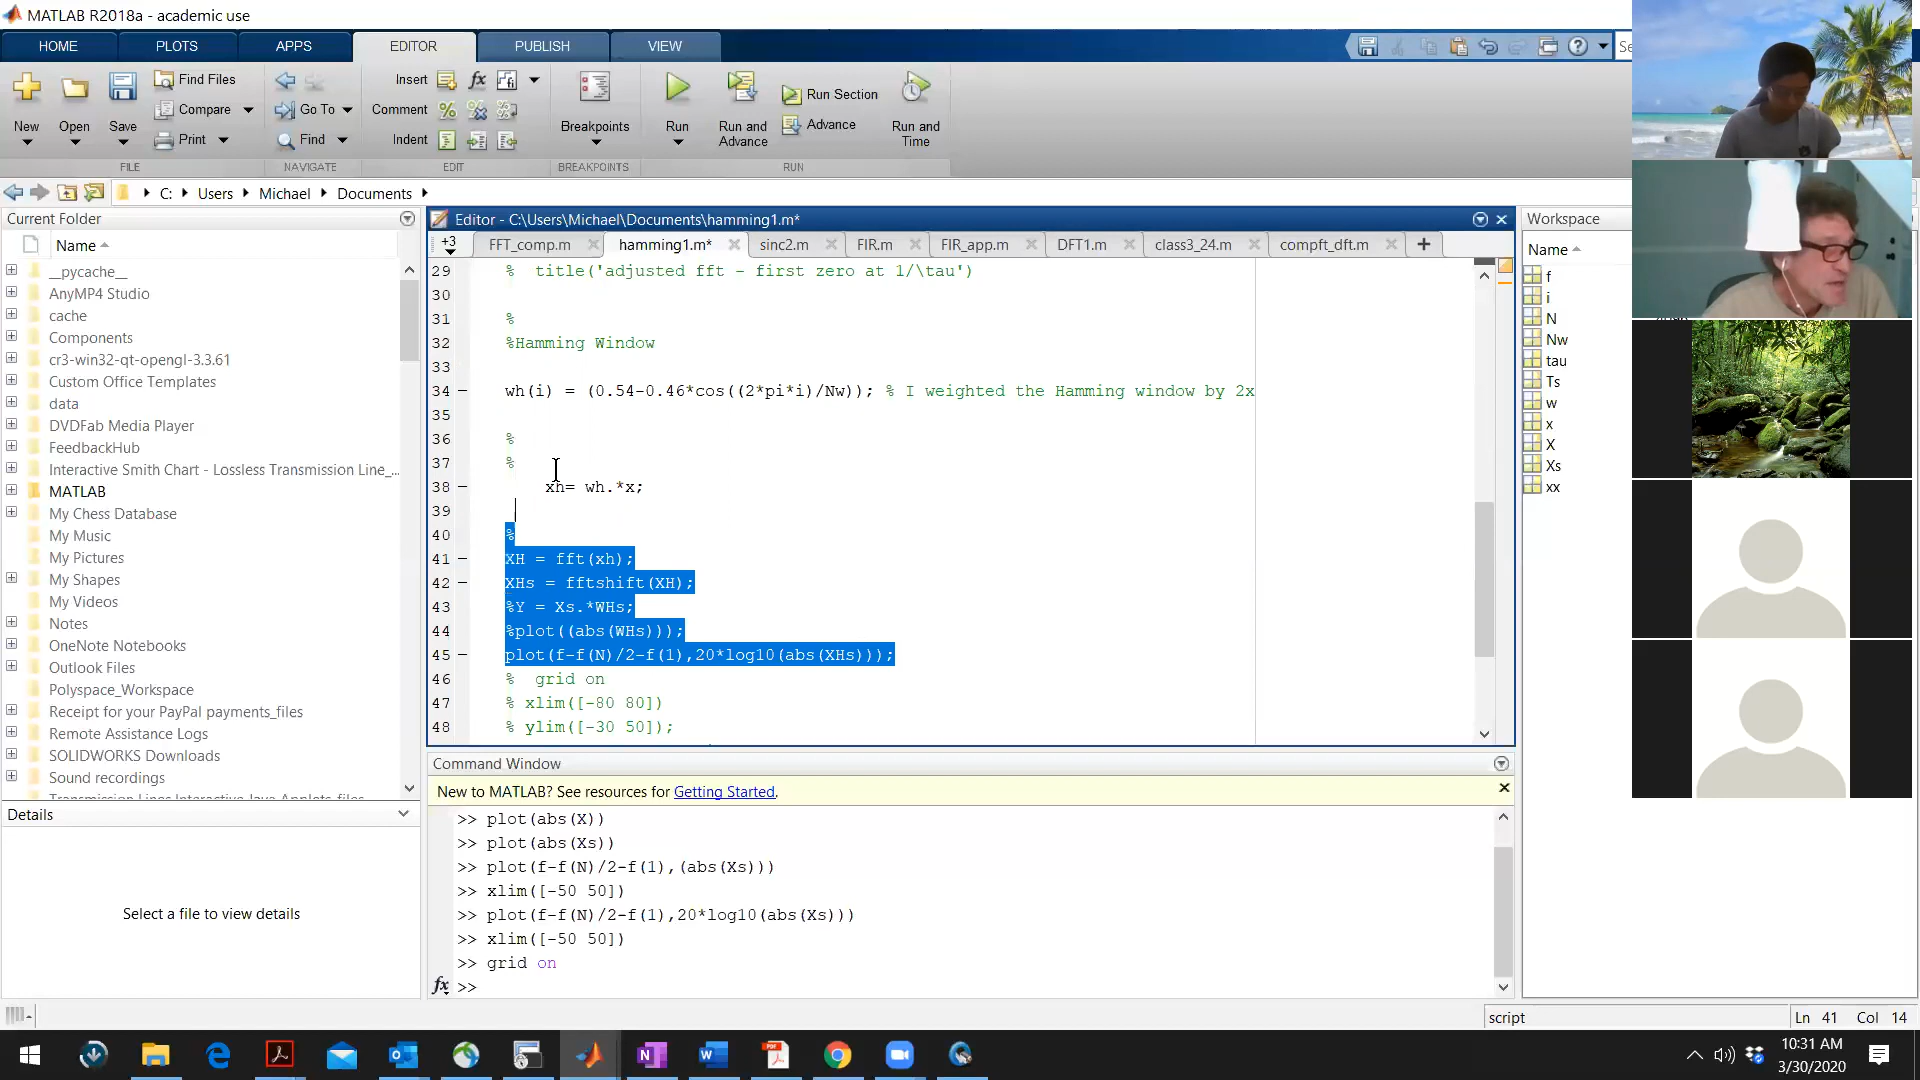 MATLAB R2018a - academic use
HOME
PLOTS
APPS
EDITOR
PUBLISH
VIEW
Se
New
Open
Save
Find Files
Compare
Print
Go To
Find
Insert
Comment
Indent
Breakpoints
Run
Run and Advance
Run Section
Advance
Run and Time
FILE
NAVIGATE
EDIT
BREAKPOINTS
RUN
C:
Users
Michael
Documents
Current Folder
Name
__pycache__
AnyMP4 Studio
cache
Components
cr3-win32-qt-opengl-3.3.61
Custom Office Templates
data
DVDFab Media Player
FeedbackHub
Interactive Smith Chart - Lossless Transmission Line_...
MATLAB
My Chess Database
My Music
My Pictures
My Shapes
My Videos
Notes
OneNote Notebooks
Outlook Files
Polyspace_Workspace
Receipt for your PayPal payments_files
Remote Assistance Logs
SOLIDWORKS Downloads
Sound recordings
Transmission Lines Interactive Java Applets_files
Details
Select a file to view details
Editor - C:\Users\Michael\Documents\hamming1.m*
+3
FFT_comp.m
hamming1.m*
sinc2.m
FIR.m
FIR_app.m
DFT1.m
class3_24.m
compft_dft.m
29 % title('adjusted fft - first zero at 1/\tau')
30
31 %
32 %Hamming Window
33
34 wh(i) = (0.54-0.46*cos((2*pi*i)/Nw)); % I weighted the Hamming window by 2x
35
36 %
37 %
38 xh= wh.*x;
39
40 %
41 XH = fft(xh);
42 XHs = fftshift(XH);
43 %Y = Xs.*WHs;
44 %plot((abs(WHs)));
45 plot(f-f(N)/2-f(1),20*log10(abs(XHs)));
46 % grid on
47 % xlim([-80 80])
48 % ylim([-30 50]);
Command Window
New to MATLAB? See resources for Getting Started.
>> plot(abs(X))
>> plot(abs(Xs))
>> plot(f-f(N)/2-f(1),(abs(Xs)))
>> xlim([-50 50])
>> plot(f-f(N)/2-f(1),20*log10(abs(Xs)))
>> xlim([-50 50])
>> grid on
fx >>
Workspace
Name
f
i
N
Nw
tau
Ts
w
x
X
Xs
xx
script
Ln 41 Col 14
10:31 AM
3/30/2020